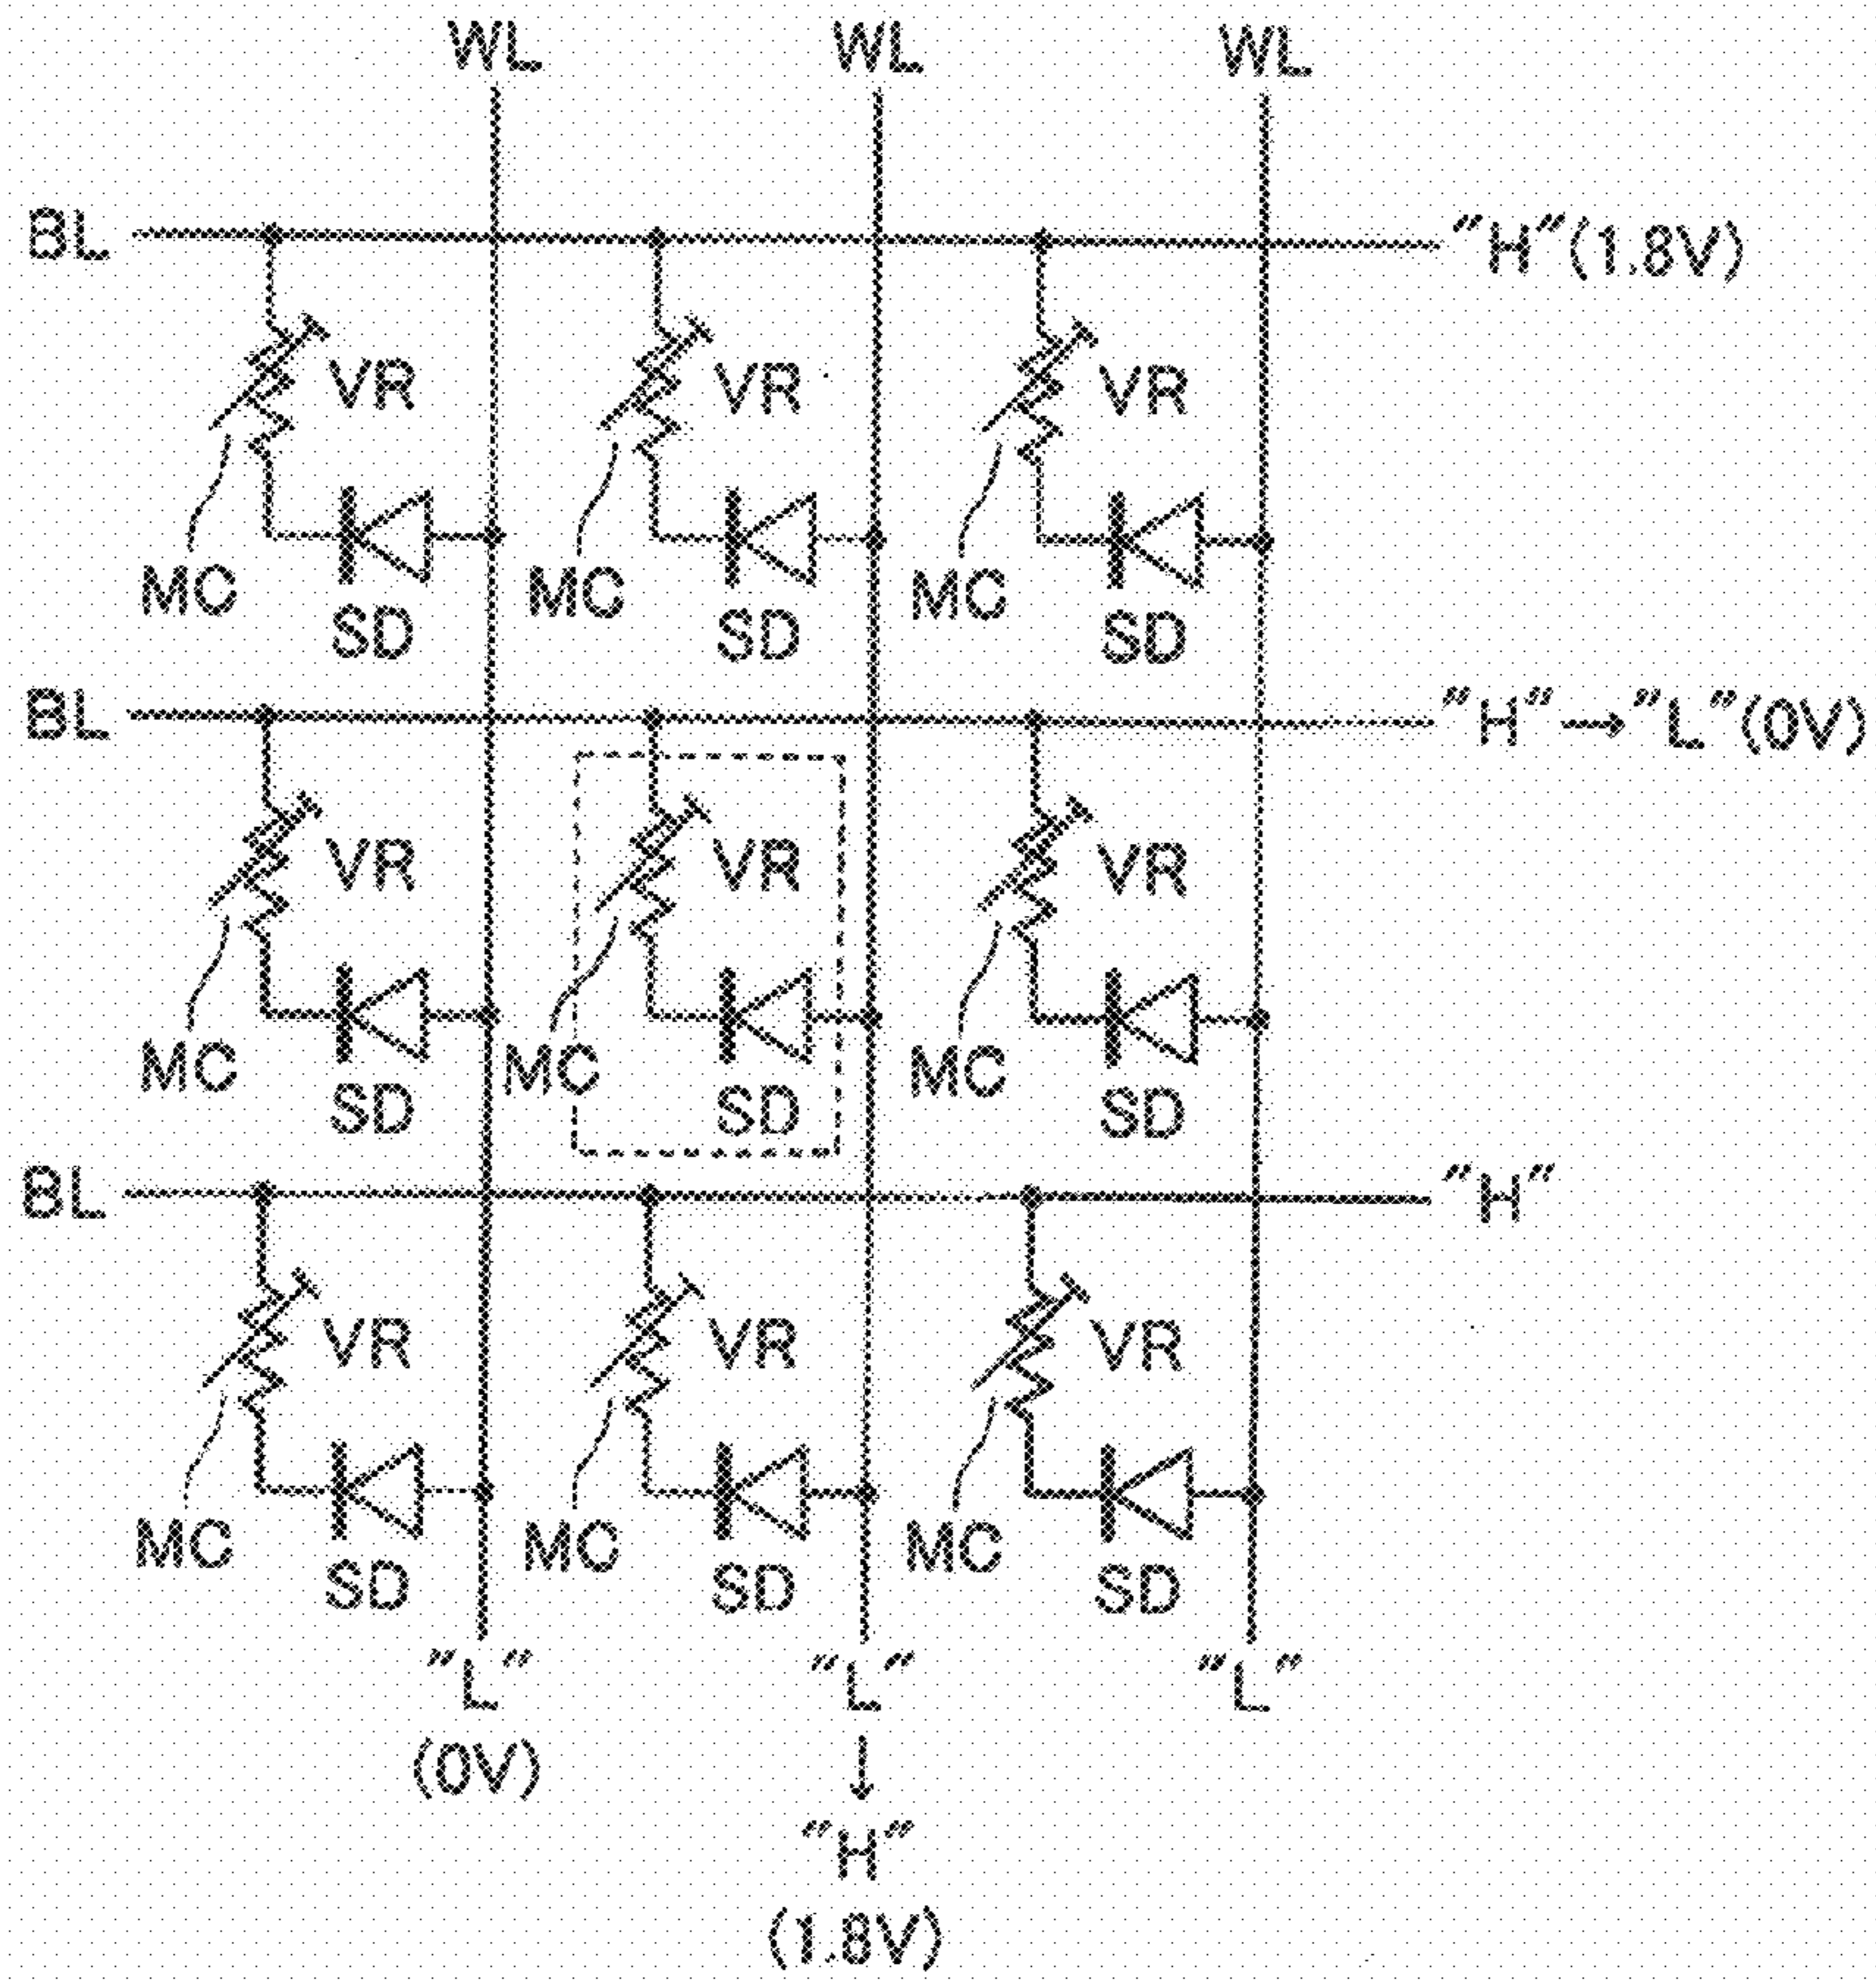 WL WL WL
BL "H"(1.8V)
VR VR VR
MC MC MC
SD SD SD
BL "H"→"L"(0V)
VR VR VR
MC MC MC
SD SD SD
BL "H"
VR VR VR
MC MC MC
SD SD SD
"L" "L" "L"
(0V) ↓
"H"
(1.8V)